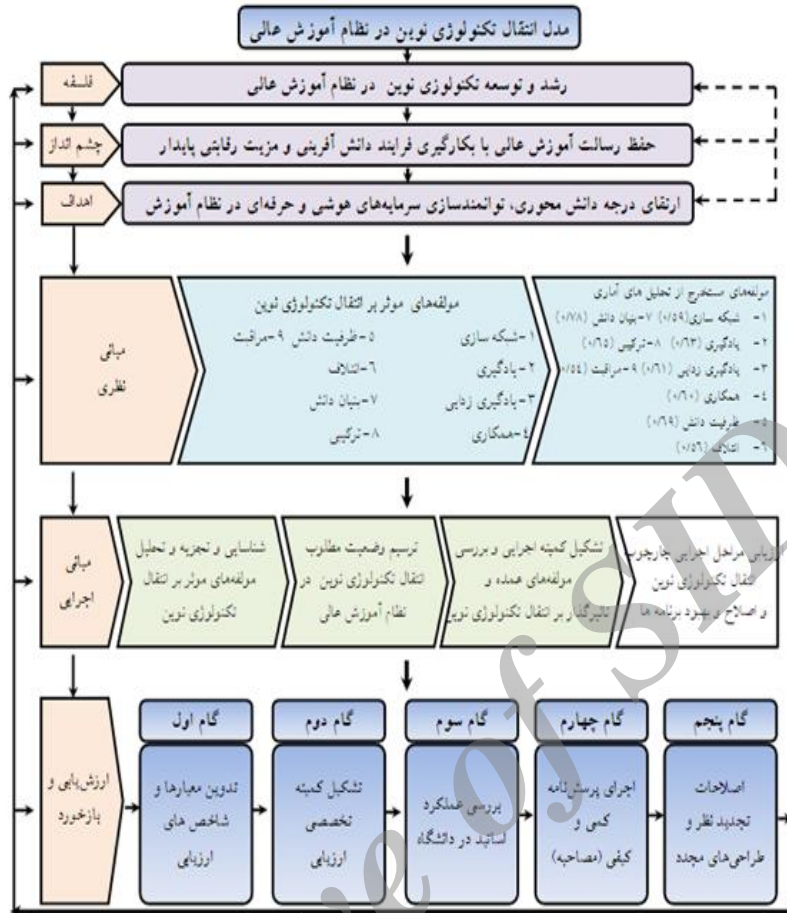 مدل انتقال تکنولوژی نوین در نظام آموزش عالی
فلسفه
رشد و توسعه تکنولوژی نوین در نظام آموزش عالی
چشم انداز
حفظ رسالت آموزش عالی با بکارگیری فرایند دانش آفرینی و مزیت رقابتی پایدار
اهداف
ارتقای درجه دانش محوری، توانمندسازی سرمایه‌های هوشی و حرفه‌ای در نظام آموزش
مبانی
نظری
مولفه‌های موثر بر انتقال تکنولوژی نوین
۱-شبکه سازی ۵-ظرفیت دانش ۹-مراقبت
۲-یادگیری ۶-ائتلاف
۳-یادگیری زدایی ۷-بنیان دانش
۴-همکاری ۸-ترکیبی
مولفه‌های مستخرج از تحلیل های آماری
۱- شبکه سازی(۰/۵۹) ۷-بنیان دانش (۰/۷۸)
۲- یادگیری (۰/۶۳) ۸-ترکیبی (۰/۶۵)
۳- یادگیری زدایی (۰/۶۱) ۹-مراقبت (۰/۵۴
۴- همکاری (۰/۶۰)
۵- ظرفیت دانش (۰/۶۹)
۶- ائتلاف (۰/۵۶)
مبانی
اجرایی
شناسایی و تجزیه و تحلیل
مولفه‌های موثر بر انتقال
تکنولوژی نوین
ترسیم وضعیت مطلوب
انتقال تکنولوژی نوین در
نظام آموزش عالی
تشکیل کمیته اجرایی و بررسی
مولفه‌های عمده و
تاثیرگذار بر انتقال تکنولوژی نوین
ارزیابی مراحل اجرایی چارچوب
انتقال تکنولوژی نوین
و اصلاح و بهبود برنامه ها
ارزش‌یابی و
بازخورد
گام اول
تدوین معیارها و
شاخص های
ارزیابی
گام دوم
تشکیل کمیته
تخصصی
ارزیابی
گام سوم
بررسی عملکرد
اساتید در دانشگاه
گام چهارم
اجرای پرسش‌نامه
کمی و
کیفی (مصاحبه)
گام پنجم
اصلاحات
تجدید نظر و
طراحی‌های مجدد
of SID